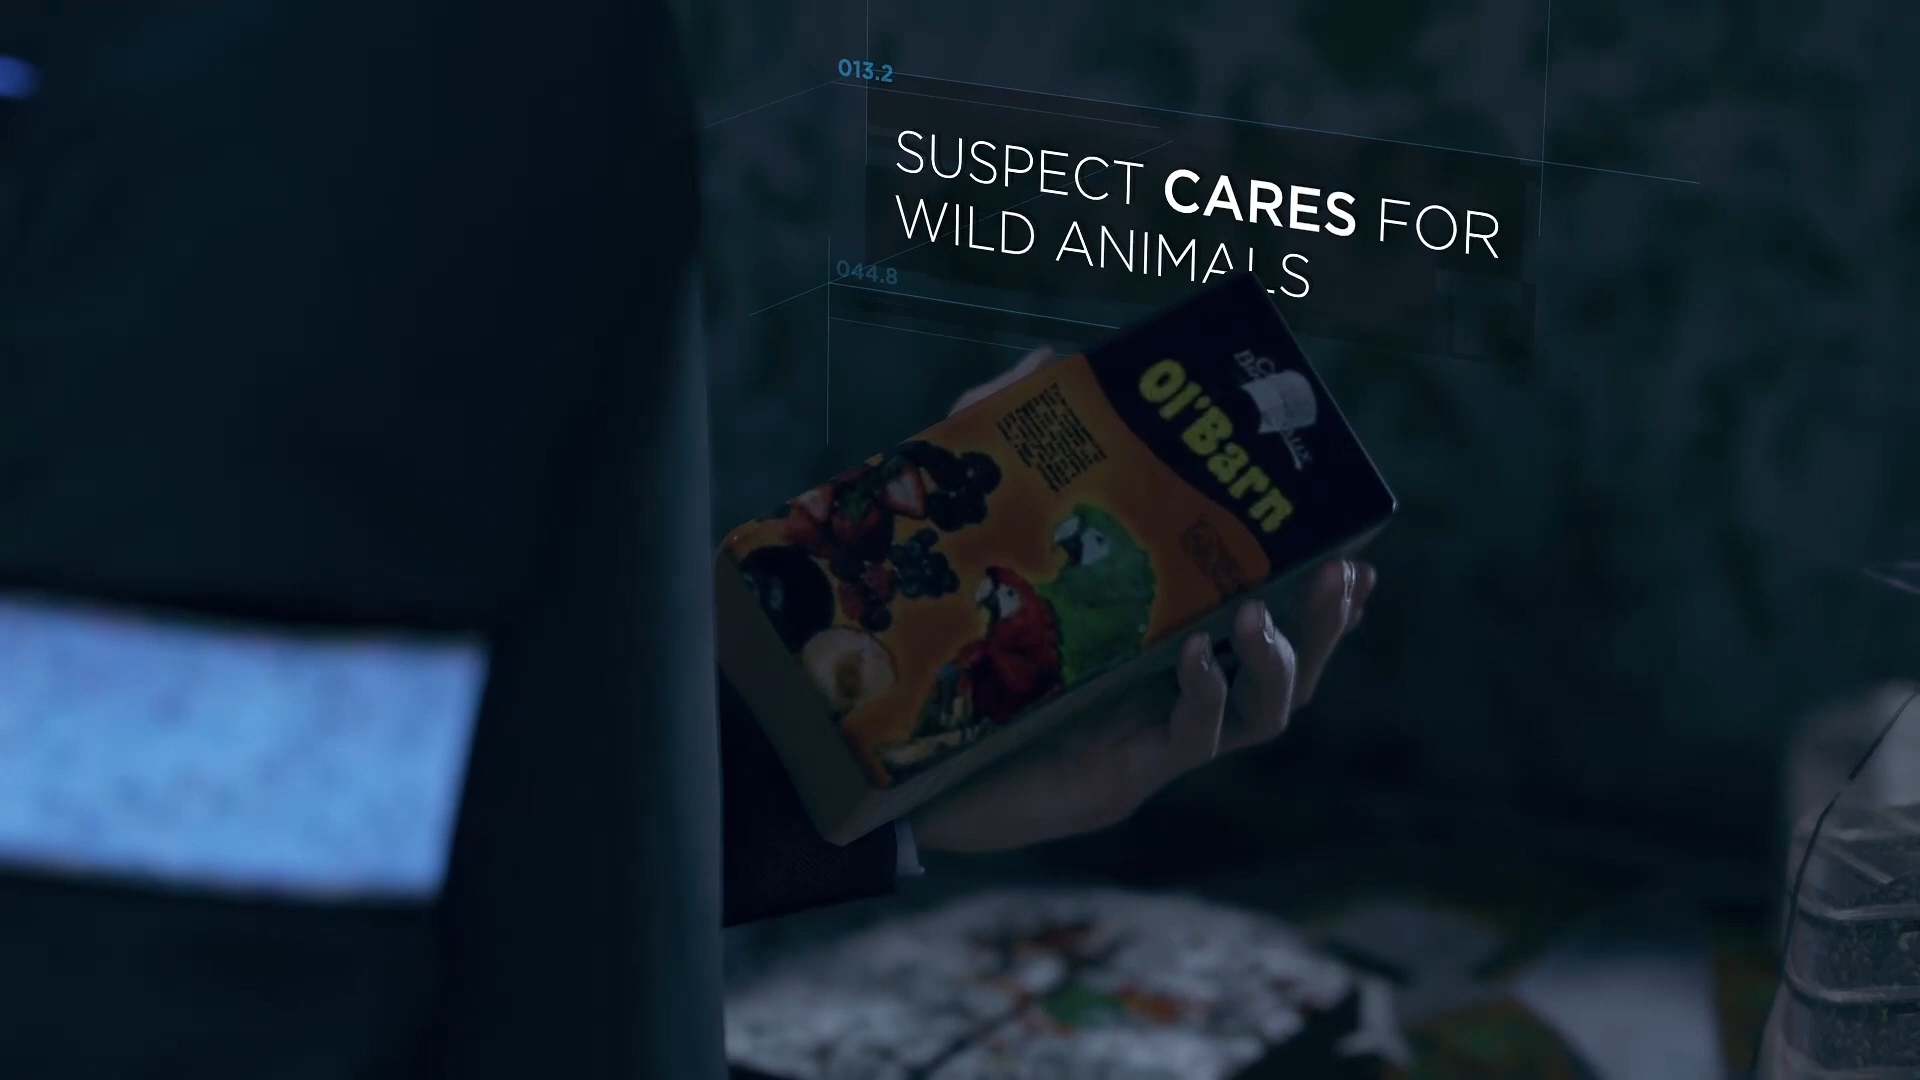 013.2
SUSPECT CARES FOR
WILD ANIMALS
044.8
Ol'Barn